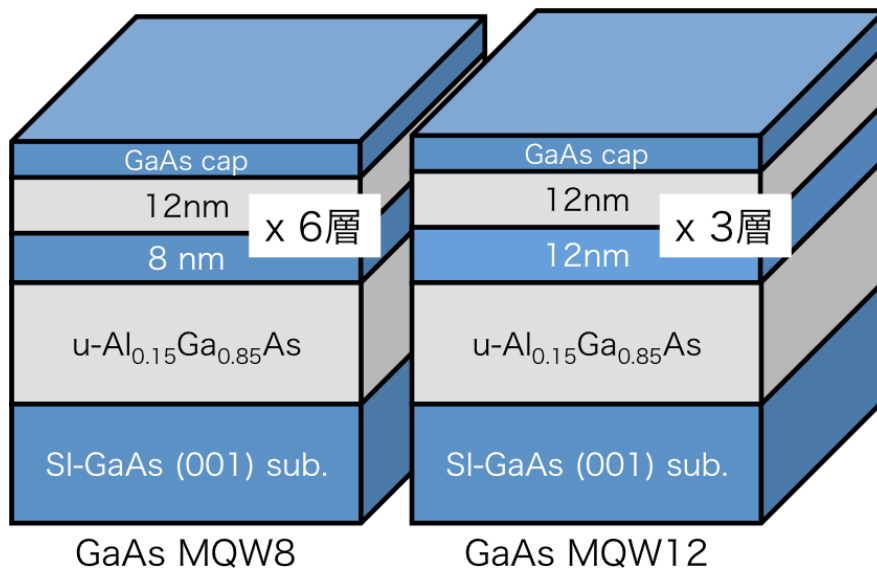 GaAs cap
12nm
x 6層
8 nm
u-Al0.15Ga0.85As
SI-GaAs (001) sub.
GaAs MQW8
GaAs cap
12nm
x 3層
12nm
u-Al0.15Ga0.85As
SI-GaAs (001) sub.
GaAs MQW12